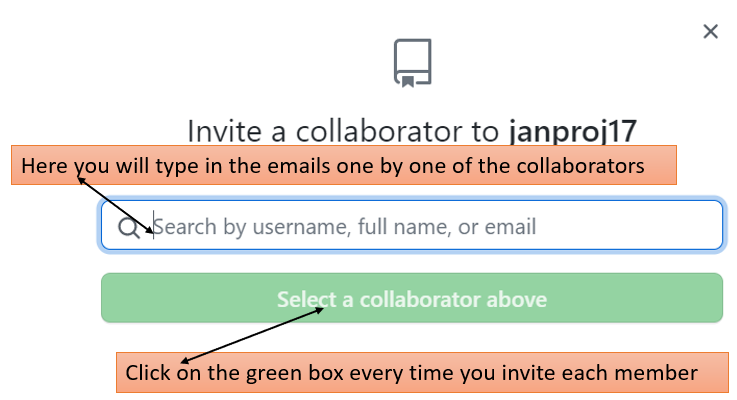 Invite a collaborator to janproj17
Here you will type in the emails one by one of the collaborators
Search by username, full name, or email
Select a collaborator above
Click on the green box every time you invite each member